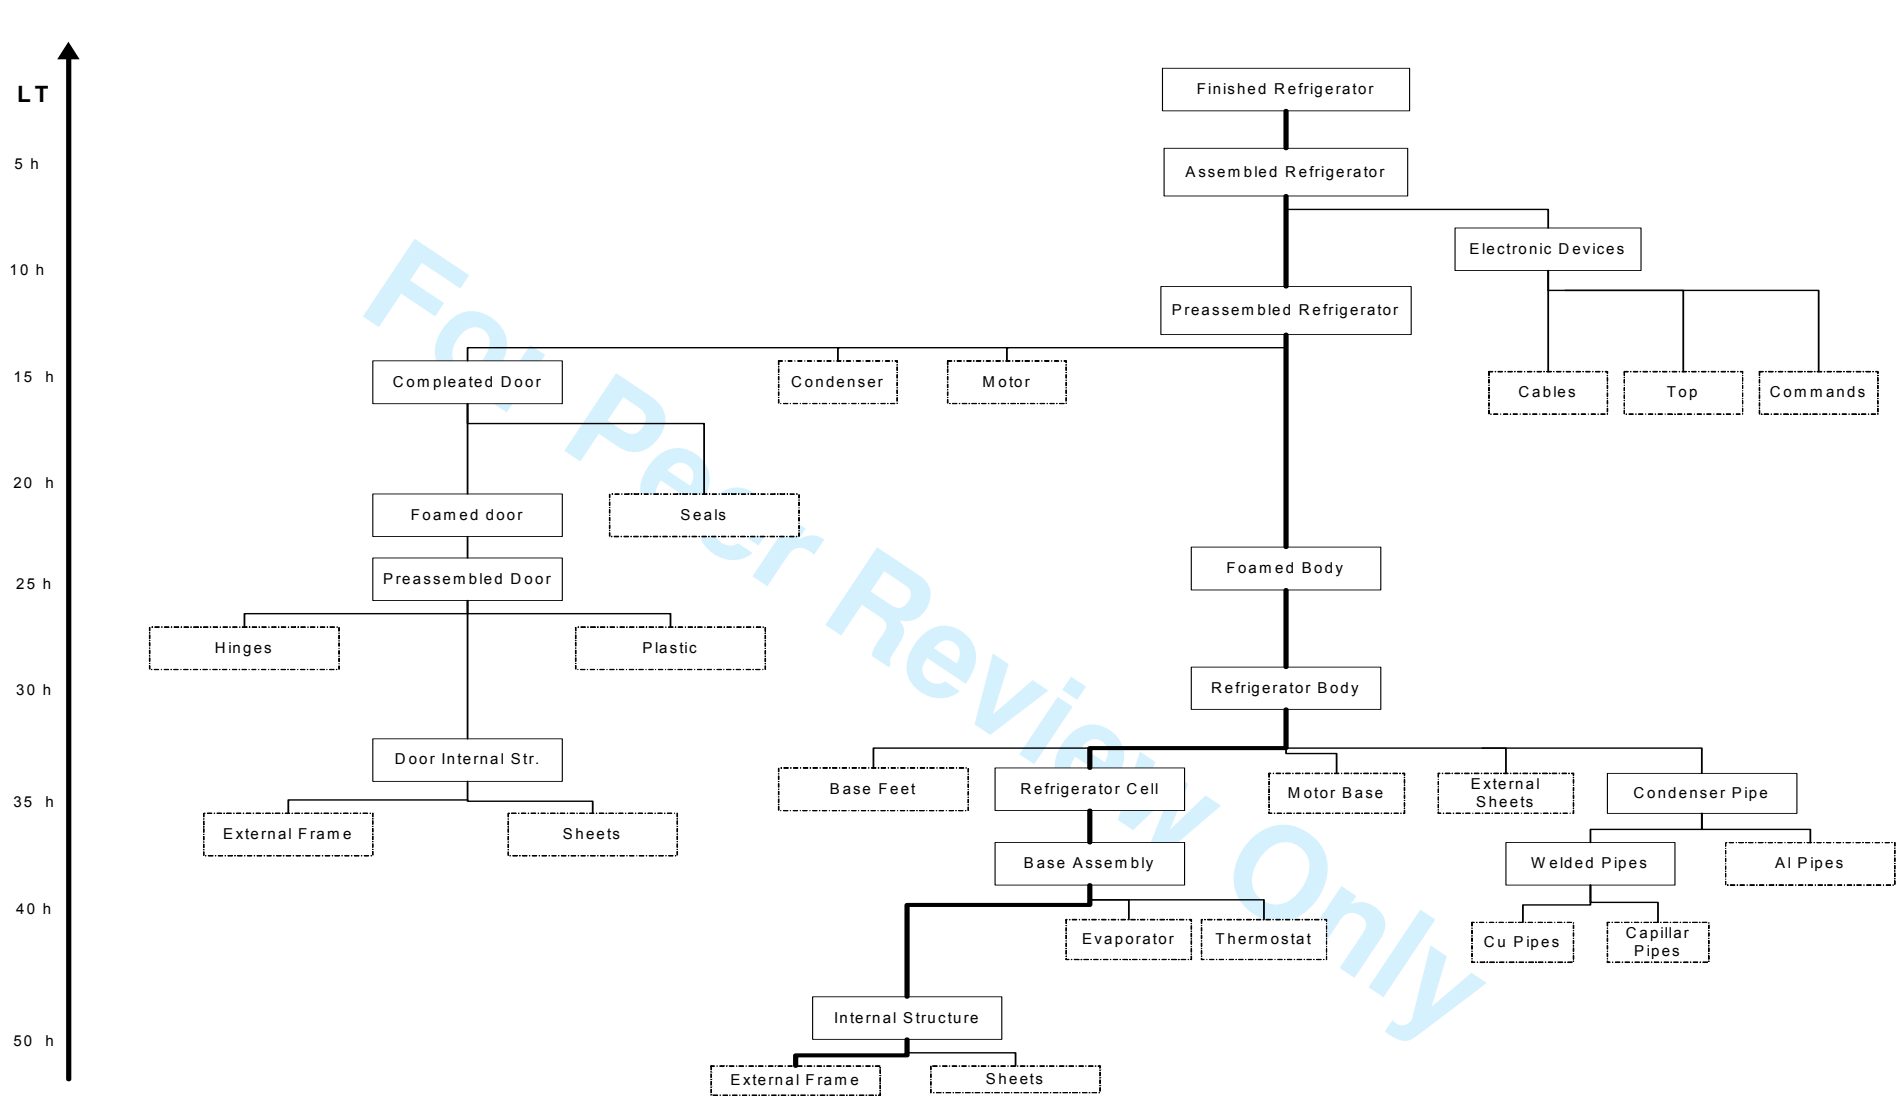 Finished Refrigerator
LT
5 h
Assembled Refrigerator
Electronic Devices
10 h
Preassembled Refrigerator
15 h
Compleated Door
Condenser
Motor
Cables
Top
Commands
20 h
Foamed door
Seals
Foamed Body
25 h
Preassembled Door
Hinges
Plastic
30 h
Refrigerator Body
Door Internal Str.
35 h
Base Feet
Refrigerator Cell
Motor Base
External
Sheets
Condenser Pipe
External Frame
Sheets
Base Assembly
Welded Pipes
Al Pipes
40 h
Evaporator
Thermostat
Cu Pipes
Capillar
Pipes
Internal Structure
50 h
External Frame
Sheets
For Peer Review Only